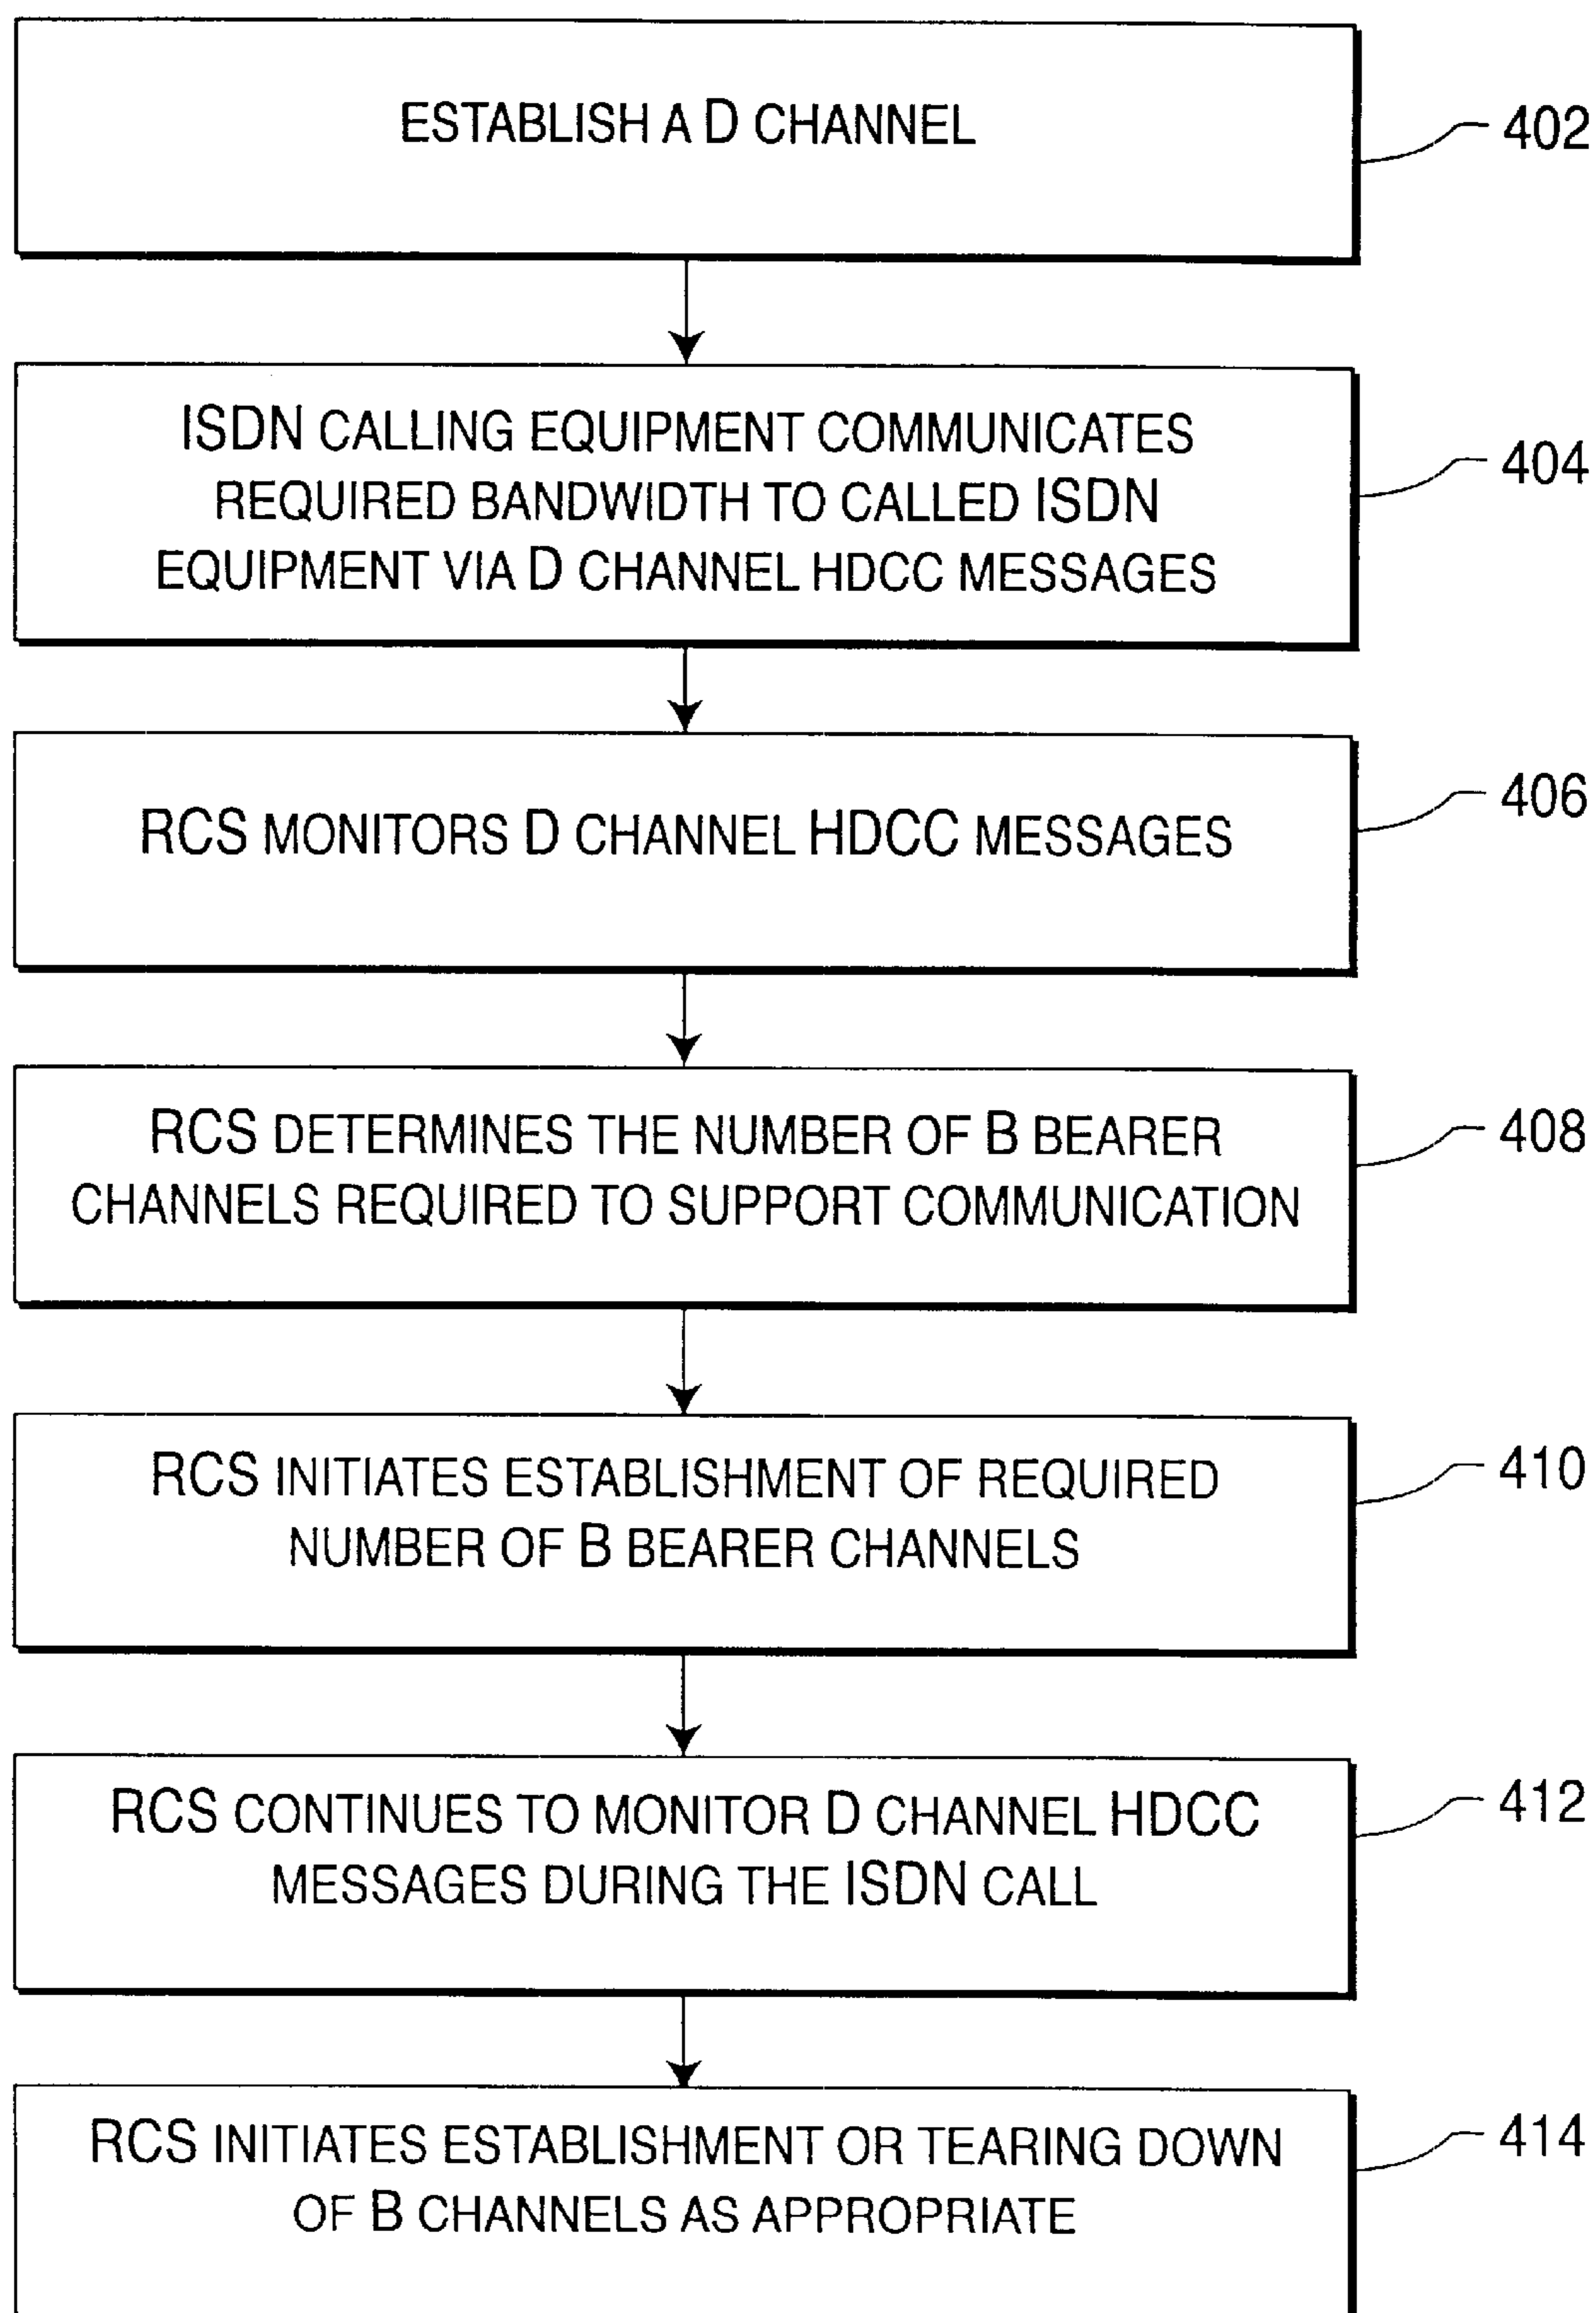 ESTABLISH A D CHANNEL
402
ISDN CALLING EQUIPMENT COMMUNICATES
REQUIRED BANDWIDTH TO CALLED ISDN
EQUIPMENT VIA D CHANNEL HDCC MESSAGES
404
RCS MONITORS D CHANNEL HDCC MESSAGES
406
RCS DETERMINES THE NUMBER OF B BEARER
CHANNELS REQUIRED TO SUPPORT COMMUNICATION
408
RCS INITIATES ESTABLISHMENT OF REQUIRED
NUMBER OF B BEARER CHANNELS
410
RCS CONTINUES TO MONITOR D CHANNEL HDCC
MESSAGES DURING THE ISDN CALL
412
RCS INITIATES ESTABLISHMENT OR TEARING DOWN
OF B CHANNELS AS APPROPRIATE
414